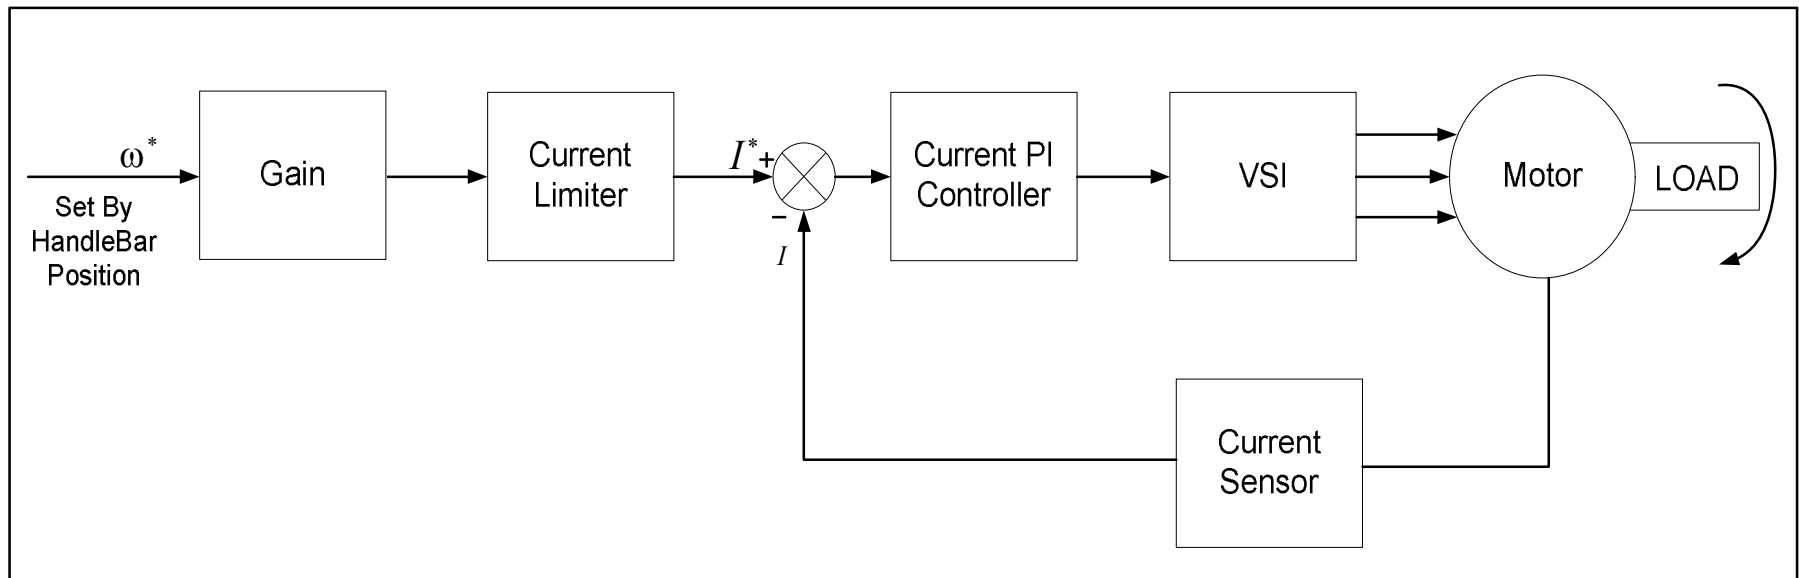 ω*
Set By
HandleBar
Position
Gain
Current
Limiter
I*
+
-
I
Current PI
Controller
VSI
Motor
LOAD
Current
Sensor